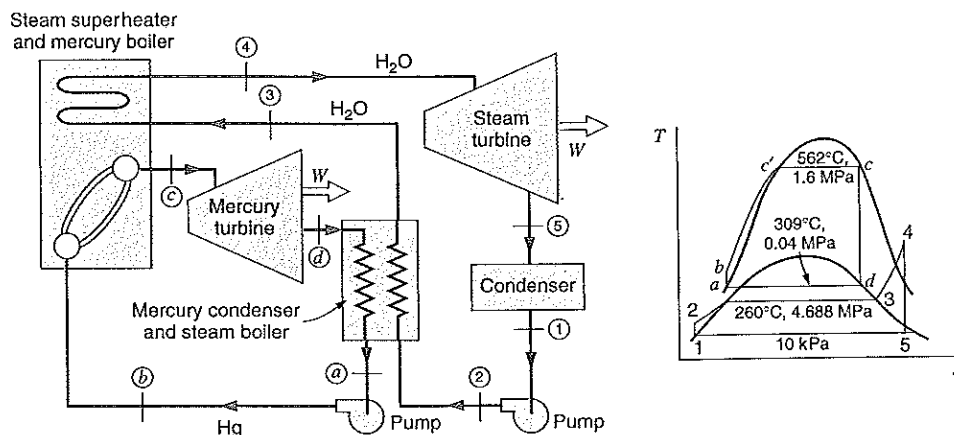 Steam superheater
and mercury boiler
4
H₂O
3
H₂O
Steam
turbine
W
c
W
Mercury
turbine
d
5
Condenser
Mercury condenser
and steam boiler
1
a
b
2
Pump
Pump
Hg
T
c'
562°C,
c
1.6 MPa
309°C,
0.04 MPa
4
b
a
d
3
2
260°C, 4.688 MPa
1
10 kPa
5